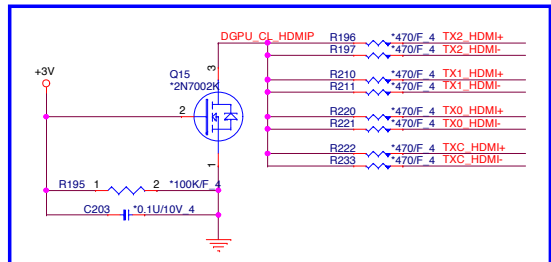 DGPU_CL_HDMIP
R196 *470/F_4 TX2_HDMI+
R197 *470/F_4 TX2_HDMI-
+3V
Q15
*2N7002K
3
2
1
R210 *470/F_4 TX1_HDMI+
R211 *470/F_4 TX1_HDMI-
R220 *470/F_4 TX0_HDMI+
R221 *470/F_4 TX0_HDMI-
R222 *470/F_4 TXC_HDMI+
R233 *470/F_4 TXC_HDMI-
R195 1 2 *100K/F_4
C203 *0.1U/10V_4